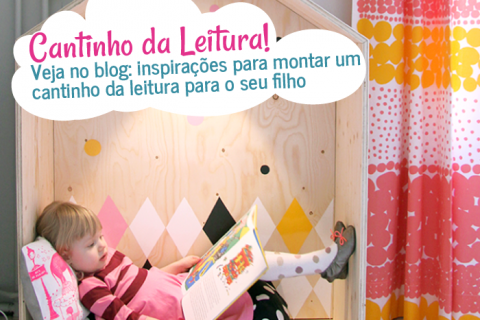 Cantinho da Leitura!
Veja no blog: inspirações para montar um
cantinho da leitura para o seu filho